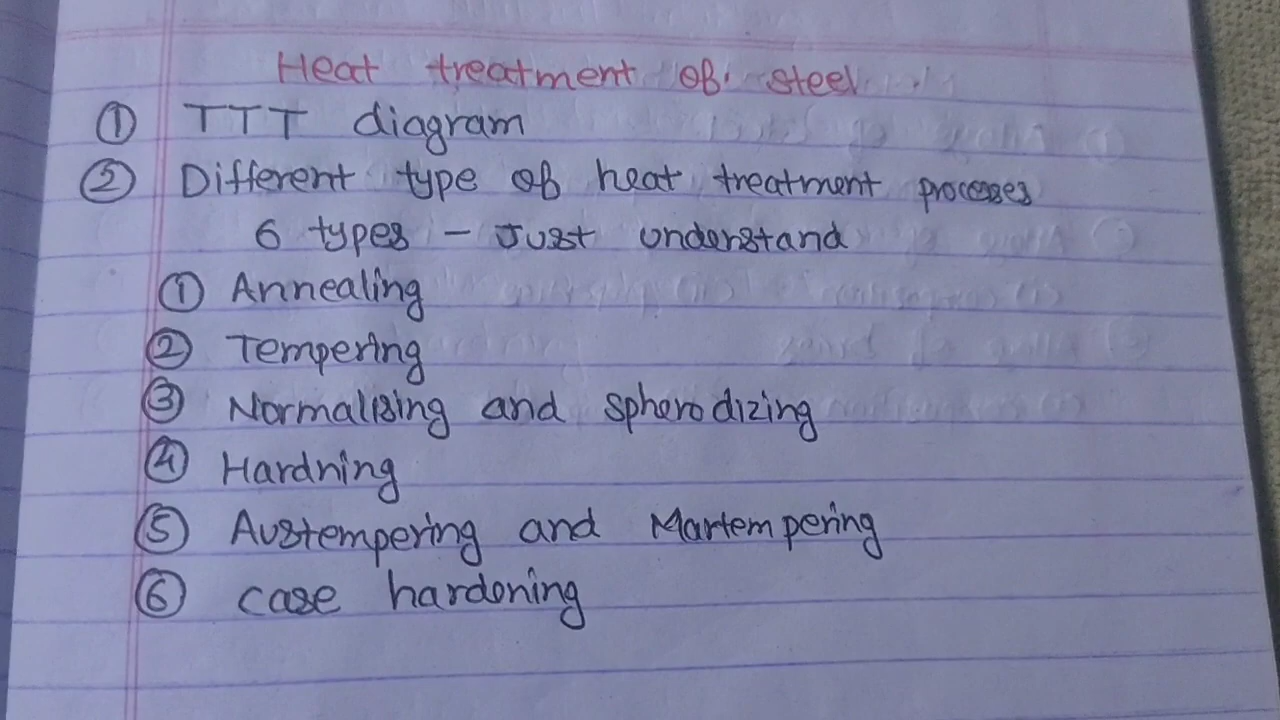 Heat treatment of steel
① TTT diagram
② Different type of heat treatment processes
6 types - Just understand
① Annealing
② Tempering
③ Normalising and spherodizing
④ Hardning
⑤ Austempering and Martempering
⑥ case hardening